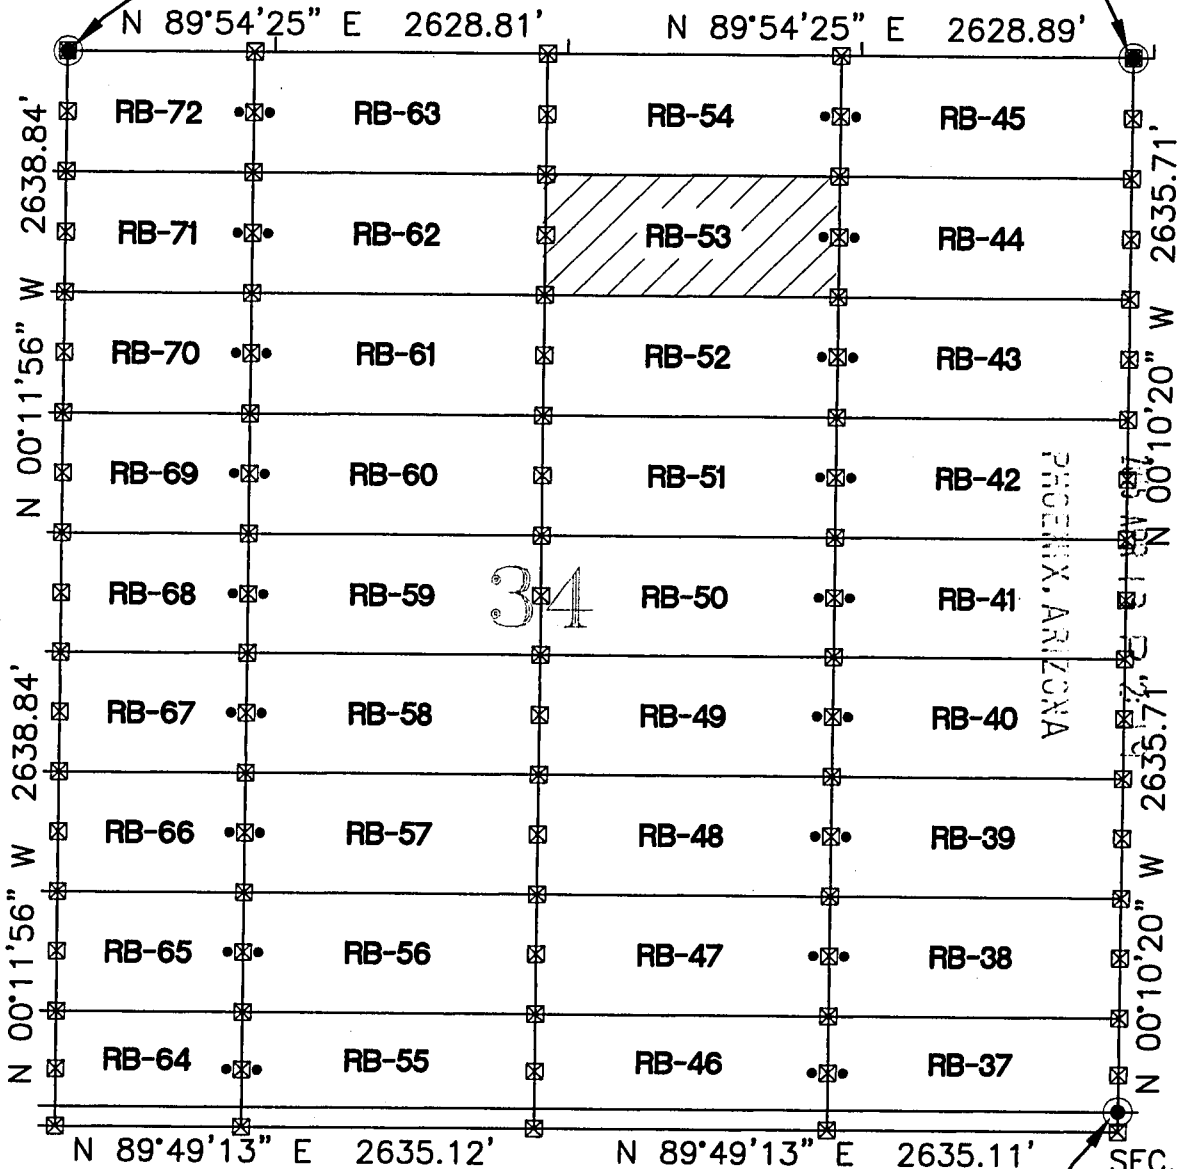 N 89°54'25" E 2628.81' N 89°54'25" E 2628.89'
RB-72 RB-63 RB-54 RB-45
RB-71 RB-62 RB-53 RB-44
RB-70 RB-61 RB-52 RB-43
RB-69 RB-60 RB-51 RB-42
RB-68 RB-59 RB-50 RB-41
34
RB-67 RB-58 RB-49 RB-40
RB-66 RB-57 RB-48 RB-39
RB-65 RB-56 RB-47 RB-38
RB-64 RB-55 RB-46 RB-37
N 00°11'56" W 2638.84'
N 00°11'56" W 2638.84'
N 00°10'20" W 2635.71'
N 00°10'20" W 2635.71'
PHOENIX, ARIZONA
N 89°49'13" E 2635.12' N 89°49'13" E 2635.11'
SEC.